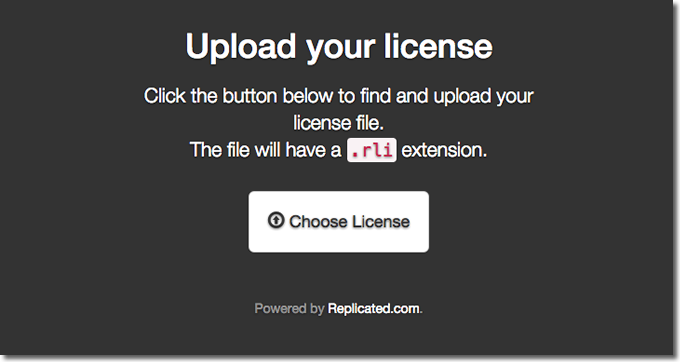 Upload your license
Click the button below to find and upload your
license file.
The file will have a .rli extension.
Choose License
Powered by Replicated.com.